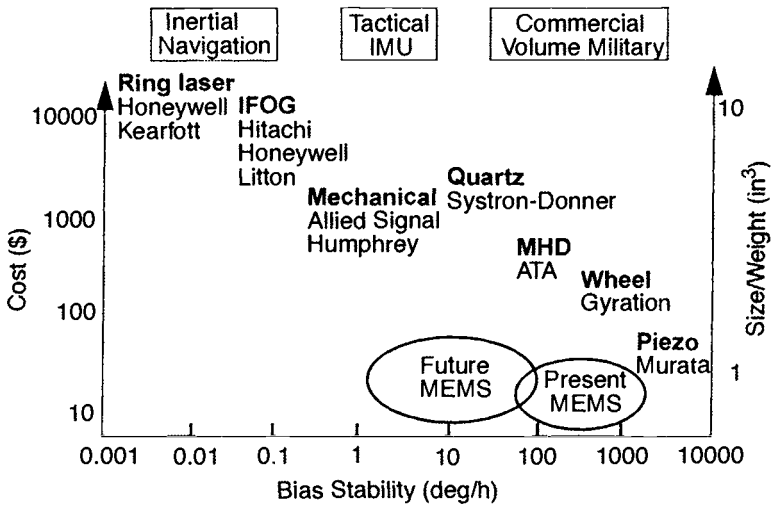 Inertial
Navigation
Tactical
IMU
Commercial
Volume Military
Ring laser
Honeywell
Kearfott
IFOG
Hitachi
Honeywell
Litton
Mechanical
Allied Signal
Humphrey
Quartz
Systron-Donner
MHD
ATA
Wheel
Gyration
Piezo
Murata
Future
MEMS
Present
MEMS
Cost ($)
10000
1000
100
10
Size/Weight (in³)
10
1
0.001 0.01 0.1 1 10 100 1000 10000
Bias Stability (deg/h)